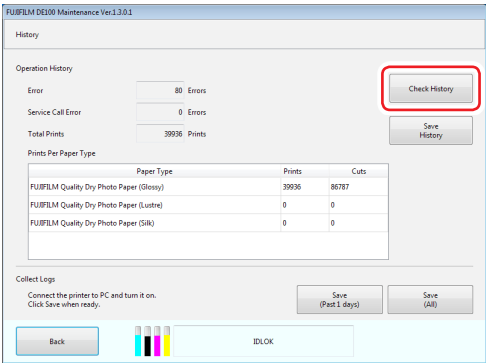 FUJIFILM DE100 Maintenance Ver.1.3.0.1
History
Operation History
Error 80 Errors
Check History
Service Call Error 0 Errors
Total Prints 39936 Prints
Save
History
Prints Per Paper Type
Paper Type Prints Cuts
FUJIFILM Quality Dry Photo Paper (Glossy) 39936 86787
FUJIFILM Quality Dry Photo Paper (Lustre) 0 0
FUJIFILM Quality Dry Photo Paper (Silk) 0 0
Collect Logs
Connect the printer to PC and turn it on.
Click Save when ready.
Save
(Past 1 days)
Save
(All)
Back
IDLOK